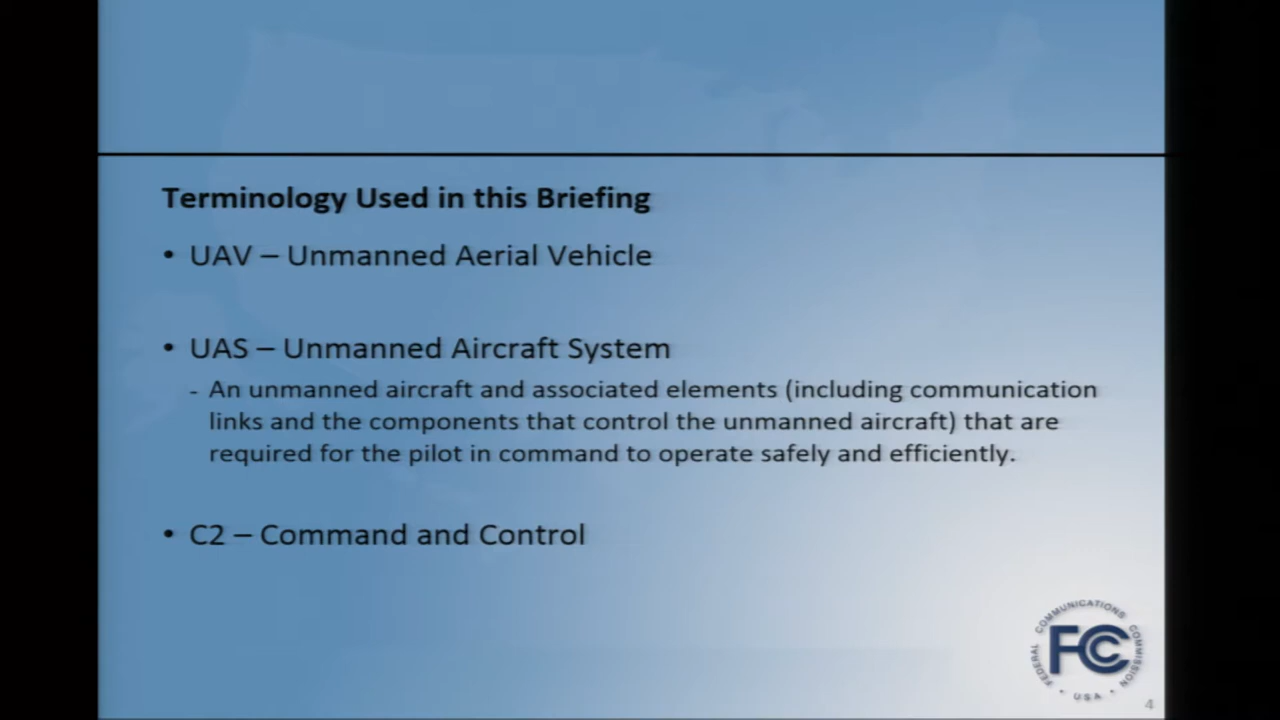 Terminology Used in this Briefing
• UAV – Unmanned Aerial Vehicle
• UAS – Unmanned Aircraft System
- An unmanned aircraft and associated elements (including communication
links and the components that control the unmanned aircraft) that are
required for the pilot in command to operate safely and efficiently.
• C2 – Command and Control
FEDERAL COMMUNICATIONS COMMISSION
FCC
• USA •
4